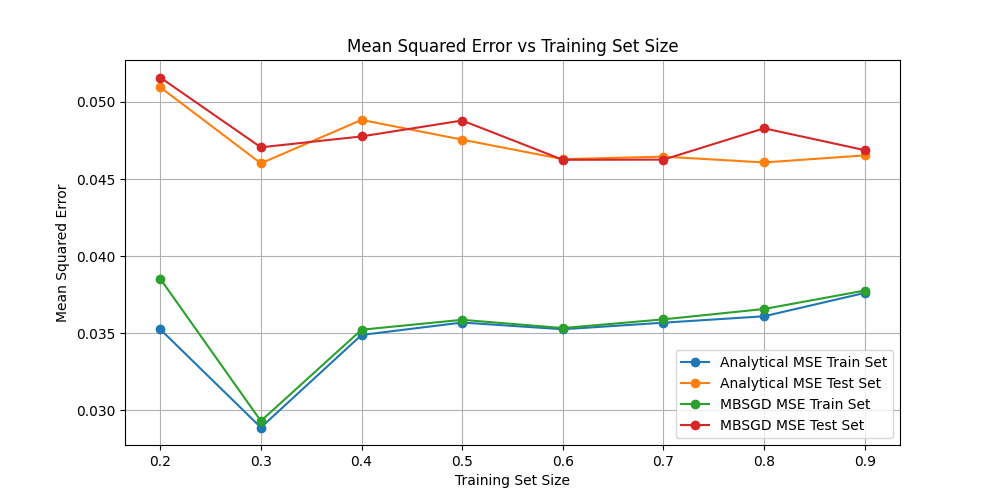 Mean Squared Error vs Training Set Size
Mean Squared Error
0.050
0.045
0.040
0.035
0.030
0.2 0.3 0.4 0.5 0.6 0.7 0.8 0.9
Training Set Size
Analytical MSE Train Set
Analytical MSE Test Set
MBSGD MSE Train Set
MBSGD MSE Test Set